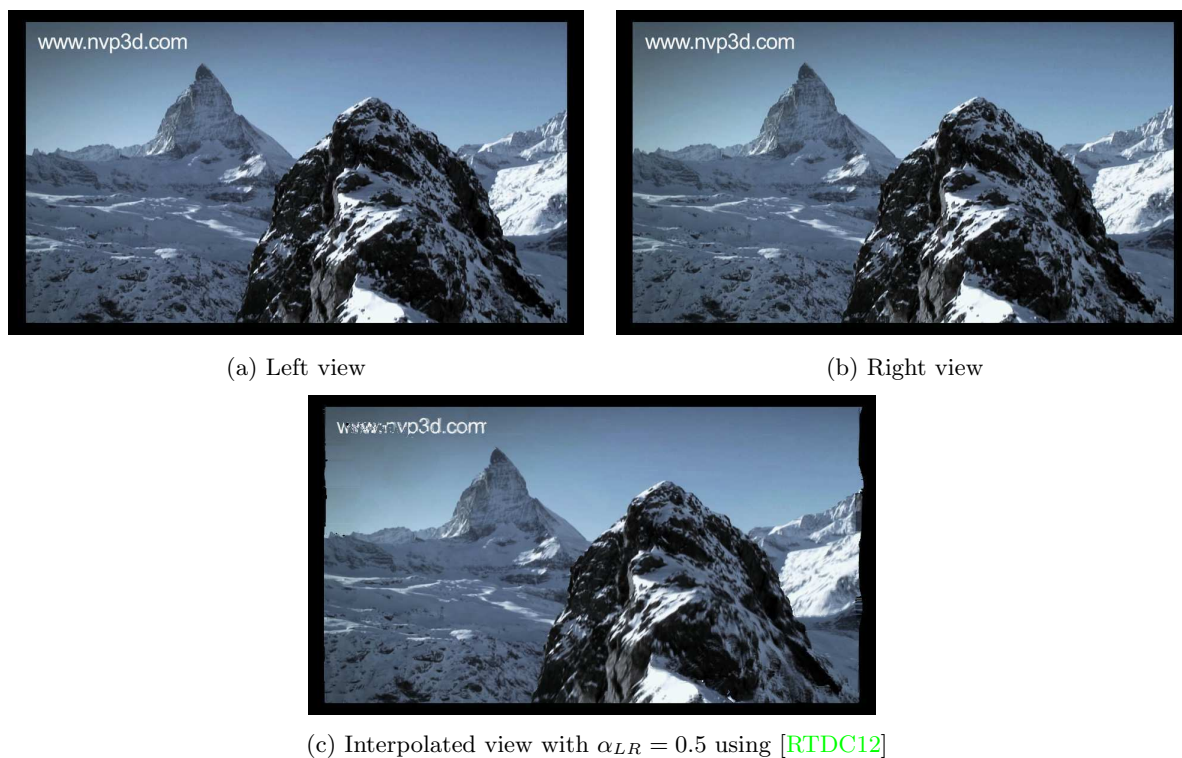 www.nvp3d.com
www.nvp3d.com
(a) Left view
(b) Right view
www.nvp3d.com
(c) Interpolated view with α_LR = 0.5 using [RTDC12]